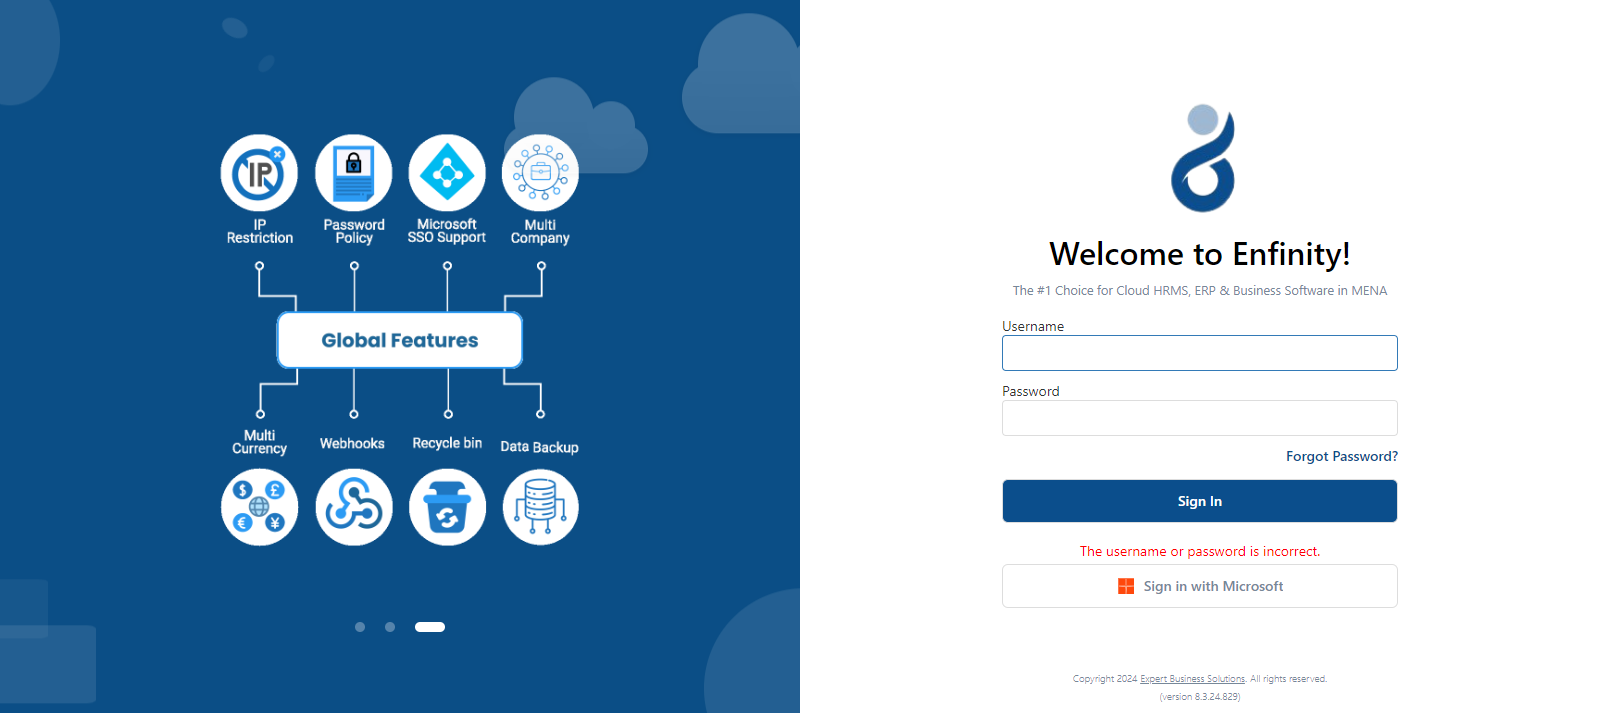 IP
IP
Restriction
Password
Policy
Microsoft
SSO Support
Multi
Company
Global Features
Multi
Currency
Webhooks
Recycle bin
Data Backup
$ £
€ ¥
Welcome to Enfinity!
The #1 Choice for Cloud HRMS, ERP & Business Software in MENA
Username
Password
Forgot Password?
Sign In
The username or password is incorrect.
Sign in with Microsoft
Copyright 2024 Expert Business Solutions. All rights reserved.
(version 8.3.24.829)